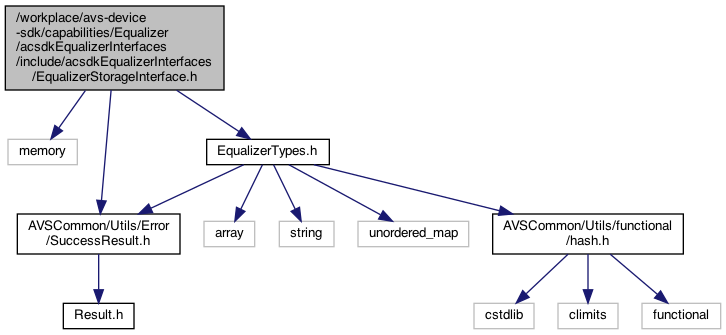 /workplace/avs-device
-sdk/capabilities/Equalizer
/acsdkEqualizerInterfaces
/include/acsdkEqualizerInterfaces
/EqualizerStorageInterface.h
memory
EqualizerTypes.h
AVSCommon/Utils/Error
/SuccessResult.h
array
string
unordered_map
AVSCommon/Utils/functional
/hash.h
Result.h
cstdlib
climits
functional